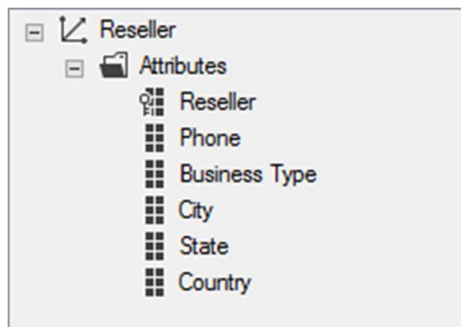 Reseller
Attributes
Reseller
Phone
Business Type
City
State
Country